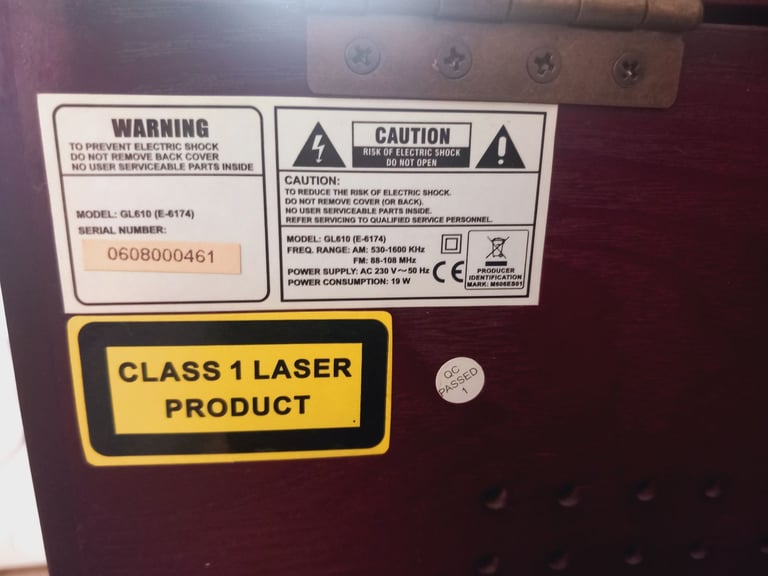 WARNING
TO PREVENT ELECTRIC SHOCK
DO NOT REMOVE BACK COVER
NO USER SERVICEABLE PARTS INSIDE
MODEL: GL610 (E-6174)
SERIAL NUMBER:
0608000461
CAUTION
RISK OF ELECTRIC SHOCK
DO NOT OPEN
CAUTION:
TO REDUCE THE RISK OF ELECTRIC SHOCK.
DO NOT REMOVE COVER (OR BACK).
NO USER SERVICEABLE PARTS INSIDE.
REFER SERVICING TO QUALIFIED SERVICE PERSONNEL.
MODEL: GL610 (E-6174)
FREQ. RANGE: AM: 530-1600 KHz
FM: 88-108 MHz
POWER SUPPLY: AC 230 V~50 Hz
POWER CONSUMPTION: 19 W
CE
PRODUCER
IDENTIFICATION
MARK: M606ES01
CLASS 1 LASER
PRODUCT
QC
PASSED
1